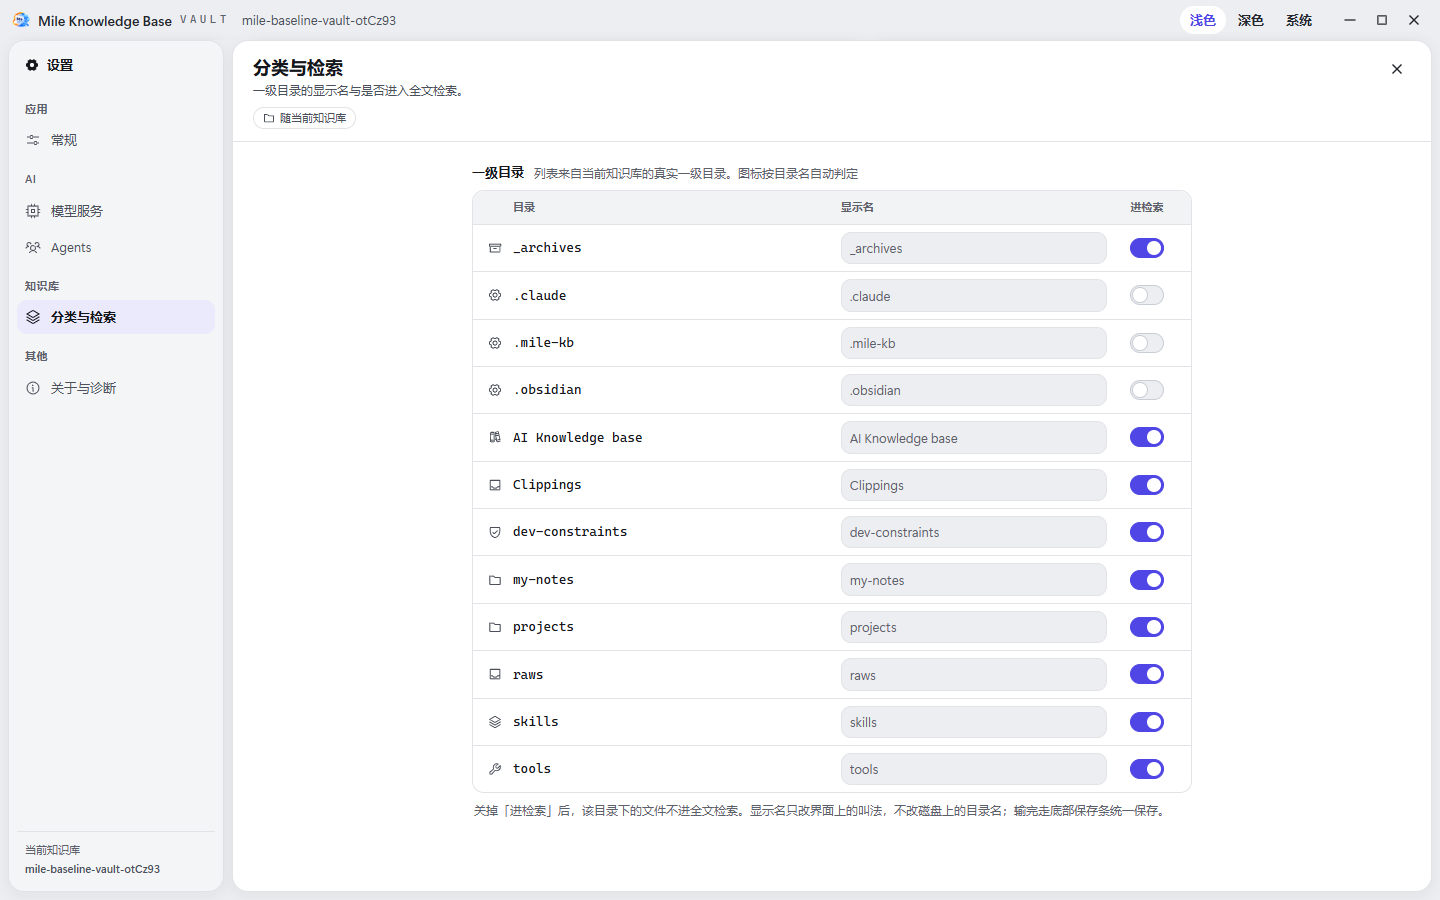 Mile Knowledge Base VAULT mile-baseline-vault-otCz93
浅色 深色 系统
设置
应用
常规
AI
模型服务
Agents
知识库
分类与检索
其他
关于与诊断
当前知识库
mile-baseline-vault-otCz93
分类与检索
一级目录的显示名与是否进入全文检索。
随当前知识库
一级目录 列表来自当前知识库的真实一级目录。图标按目录名自动判定
目录 显示名 进检索
_archives _archives
.claude .claude
.mile-kb .mile-kb
.obsidian .obsidian
AI Knowledge base AI Knowledge base
Clippings Clippings
dev-constraints dev-constraints
my-notes my-notes
projects projects
raws raws
skills skills
tools tools
关掉「进检索」后，该目录下的文件不进全文检索。显示名只改界面上的叫法，不改磁盘上的目录名；输完走底部保存条统一保存。